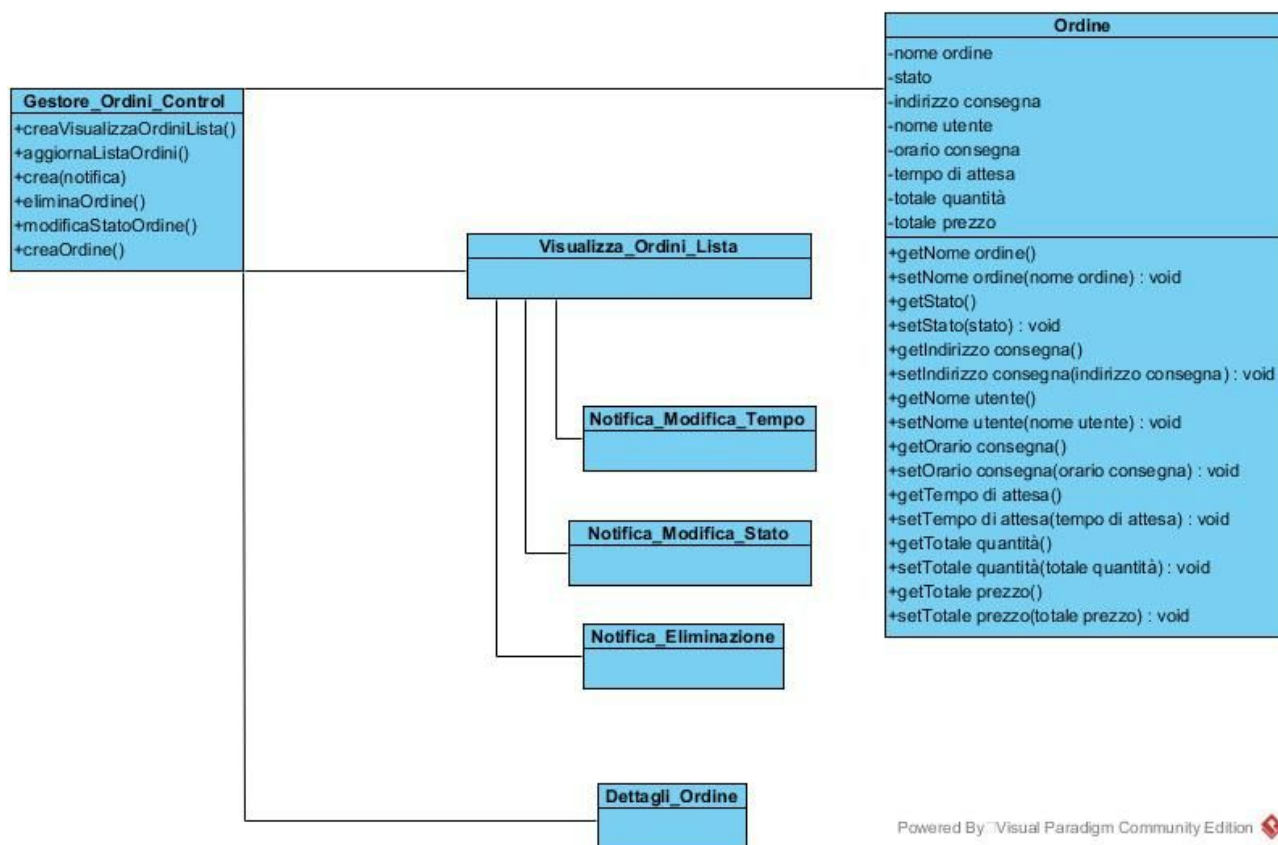 Gestore_Ordini_Control
+creaVisualizzaOrdiniLista()
+aggiornaListaOrdini()
+crea(notifica)
+eliminaOrdine()
+modificaStatoOrdine()
+creaOrdine()
Visualizza_Ordini_Lista
Notifica_Modifica_Tempo
Notifica_Modifica_Stato
Notifica_Eliminazione
Dettagli_Ordine
Ordine
-nome ordine
-stato
-indirizzo consegna
-nome utente
-orario consegna
-tempo di attesa
-totale quantità
-totale prezzo
+getNome ordine()
+setNome ordine(nome ordine) : void
+getStato()
+setStato(stato) : void
+getIndirizzo consegna()
+setIndirizzo consegna(indirizzo consegna) : void
+getNome utente()
+setNome utente(nome utente) : void
+getOrario consegna()
+setOrario consegna(orario consegna) : void
+getTempo di attesa()
+setTempo di attesa(tempo di attesa) : void
+getTotale quantità()
+setTotale quantità(totale quantità) : void
+getTotale prezzo()
+setTotale prezzo(totale prezzo) : void
Powered By Visual Paradigm Community Edition